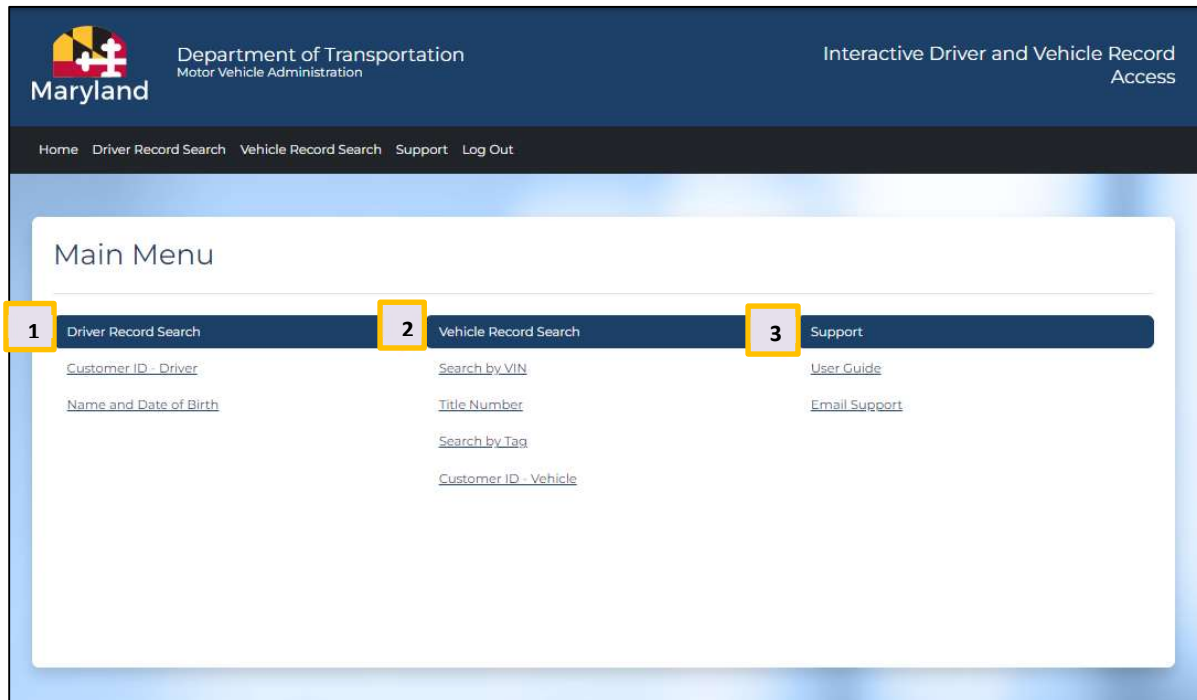 Maryland
Department of Transportation
Motor Vehicle Administration
Interactive Driver and Vehicle Record
Access
Home Driver Record Search Vehicle Record Search Support Log Out
Main Menu
1 Driver Record Search
Customer ID - Driver
Name and Date of Birth
2 Vehicle Record Search
Search by VIN
Title Number
Search by Tag
Customer ID - Vehicle
3 Support
User Guide
Email Support